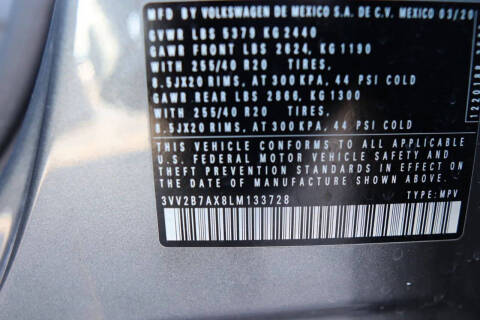 MFD BY VOLKSWAGEN DE MEXICO S.A. DE C.V. MEXICO 03/20
GVWR LBS 5379 KG 2440
GAWR FRONT LBS 2624, KG 1190
WITH 255/40 R20 TIRES,
8.5JX20 RIMS, AT 300 KPA, 44 PSI COLD
GAWR REAR LBS 2866, KG 1300
WITH 255/40 R20 TIRES,
8.5JX20 RIMS, AT 300 KPA, 44 PSI COLD
THIS VEHICLE CONFORMS TO ALL APPLICABLE
U.S. FEDERAL MOTOR VEHICLE SAFETY AND
THEFT PREVENTION STANDARDS IN EFFECT ON
THE DATE OF MANUFACTURE SHOWN ABOVE.
3VV2B7AX8LM133728 TYPE: MPV